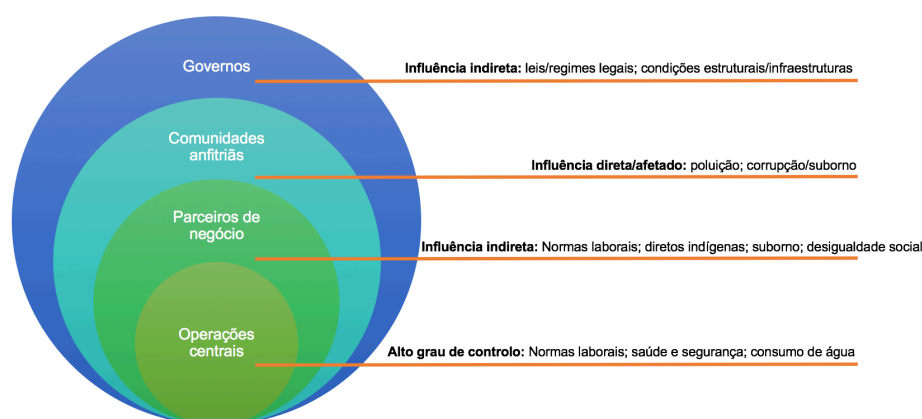 Governos
Influência indireta: leis/regimes legais; condições estruturais/infraestruturas
Comunidades
anfitriãs
Influência direta/afetado: poluição; corrupção/suborno
Parceiros de
negócio
Influência indireta: Normas laborais; diretos indígenas; suborno; desigualdade social
Operações
centrais
Alto grau de controlo: Normas laborais; saúde e segurança; consumo de água